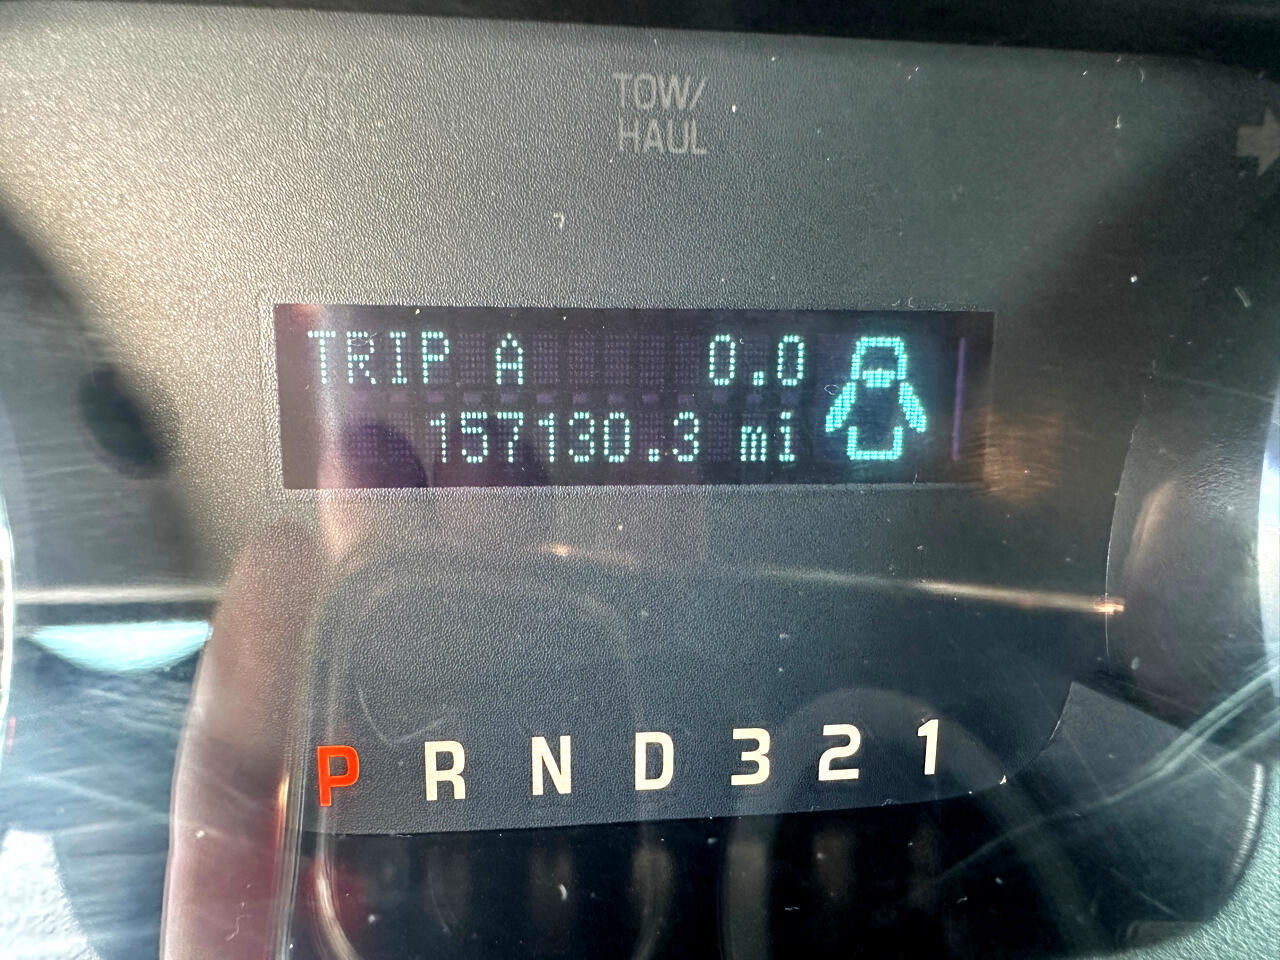 TOW/
HAUL
TRIP A 0.0
157130.3 mi
P R N D 3 2 1